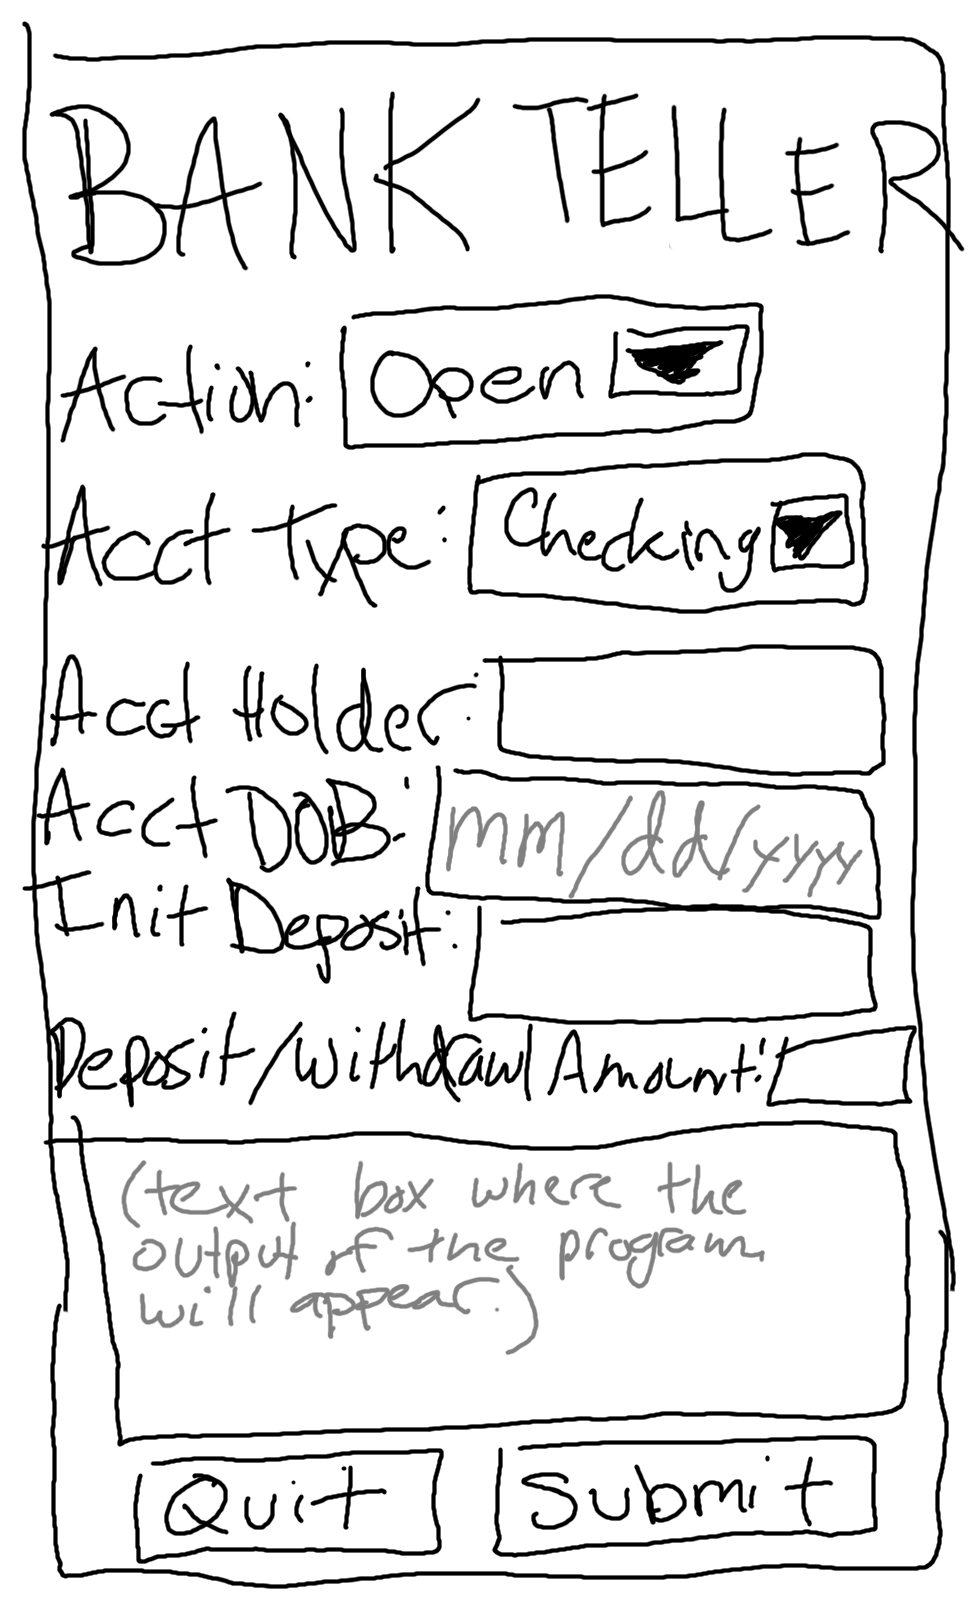 BANK TELLER
Action: Open
Acct Type: Checking
Acct Holder:
Acct DOB: mm/dd/yyyy
Init Deposit:
Deposit/Withdrawl Amount:
(text box where the
output of the program
will appear.)
Quit Submit